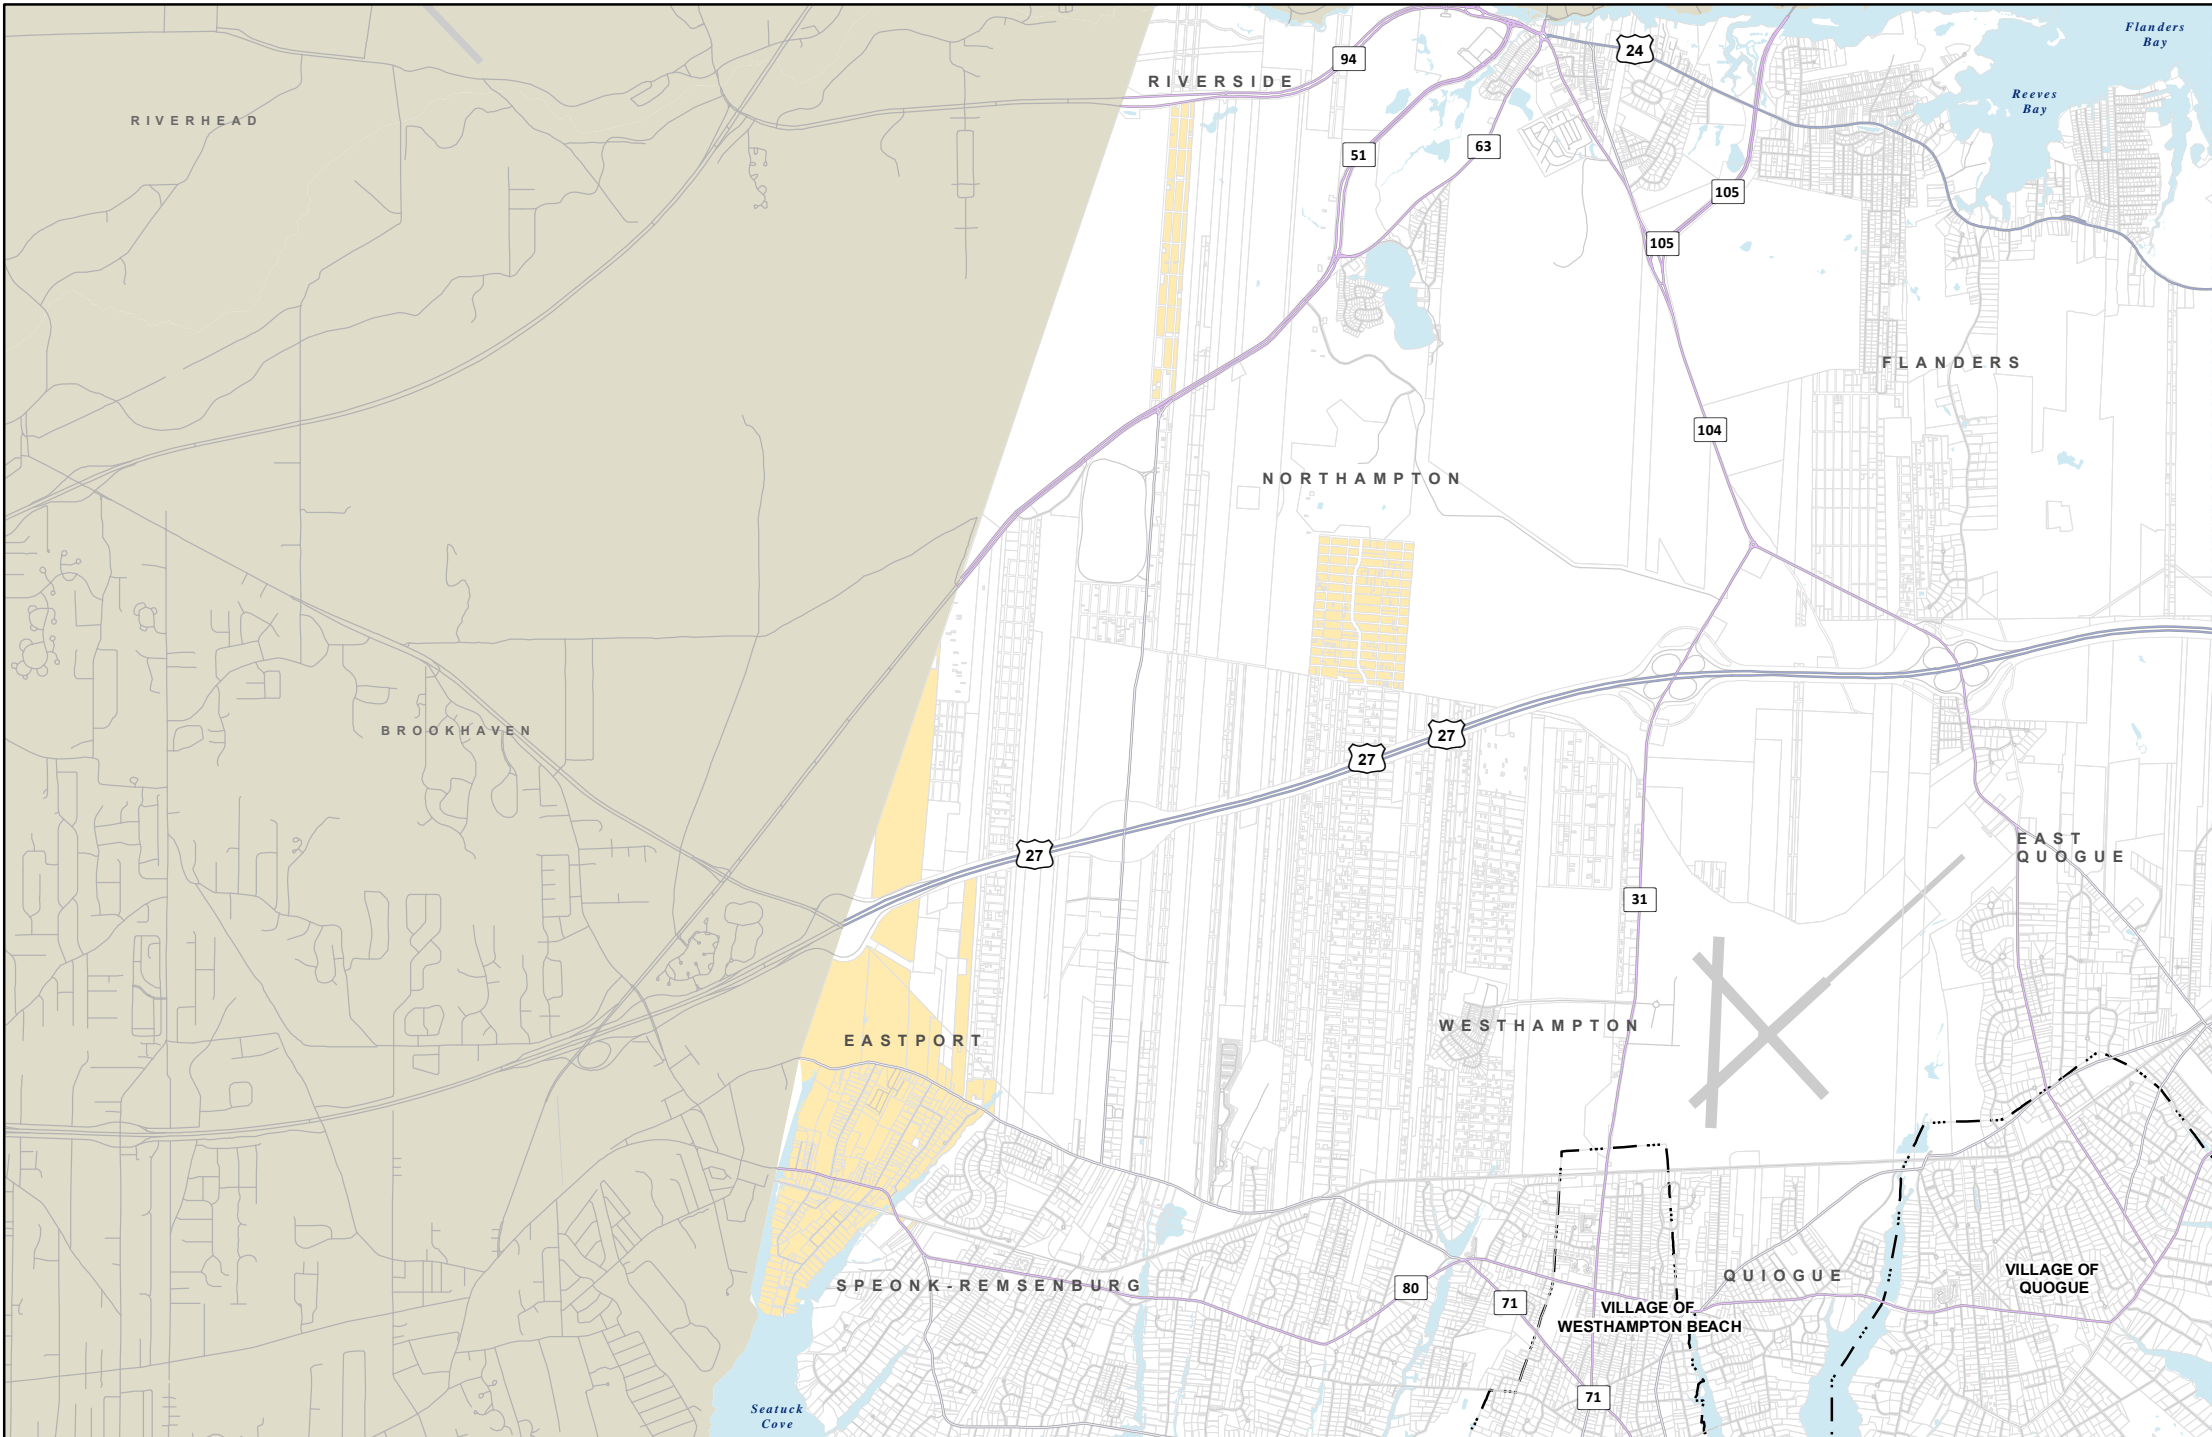 Flanders
Bay
24
94
RIVERSIDE
Reeves
Bay
RIVERHEAD
63
51
105
105
FLANDERS
104
NORTHAMPTON
BROOKHAVEN
27
27
27
EAST
QUOGUE
31
WESTHAMPTON
EASTPORT
VILLAGE OF
QUOGUE
QUIOGUE
SPEONK-REMSENBURG
80
71
VILLAGE OF
WESTHAMPTON BEACH
71
Seatuck
Cove